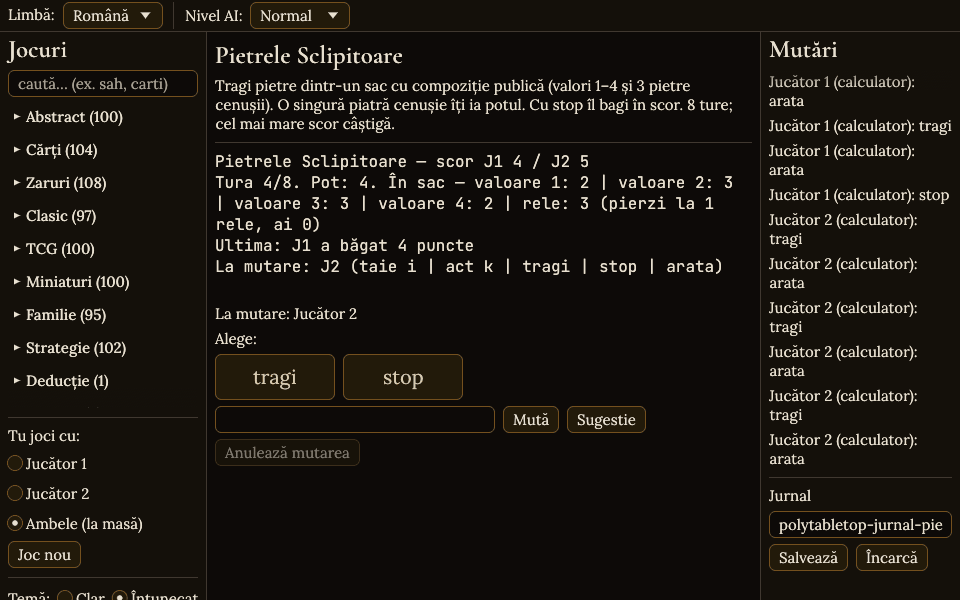 Limbă: Română ▼ Nivel AI: Normal ▼
Jocuri
caută... (ex. sah, carti)
▸ Abstract (100)
▸ Cărți (104)
▸ Zaruri (108)
▸ Clasic (97)
▸ TCG (100)
▸ Miniaturi (100)
▸ Familie (95)
▸ Strategie (102)
▸ Deducție (1)
Tu joci cu:
Jucător 1
Jucător 2
Ambele (la masă)
Joc nou
Temă: Clar Întunecat
Pietrele Sclipitoare
Tragi pietre dintr-un sac cu compoziție publică (valori 1–4 și 3 pietre
cenușii). O singură piatră cenușie îți ia potul. Cu stop îl bagi în scor. 8 ture;
cel mai mare scor câștigă.
Pietrele Sclipitoare — scor J1 4 / J2 5
Tura 4/8. Pot: 4. În sac — valoare 1: 2 | valoare 2: 3
| valoare 3: 3 | valoare 4: 2 | rele: 3 (pierzi la 1
rele, ai 0)
Ultima: J1 a băgat 4 puncte
La mutare: J2 (taie i | act k | tragi | stop | arata)
La mutare: Jucător 2
Alege:
tragi stop
Mută Sugestie
Anulează mutarea
Mutări
Jucător 1 (calculator):
arata
Jucător 1 (calculator): tragi
Jucător 1 (calculator):
arata
Jucător 1 (calculator): stop
Jucător 2 (calculator):
tragi
Jucător 2 (calculator):
arata
Jucător 2 (calculator):
tragi
Jucător 2 (calculator):
arata
Jucător 2 (calculator):
tragi
Jucător 2 (calculator):
arata
Jurnal
polytabletop-jurnal-pie
Salvează Încarcă